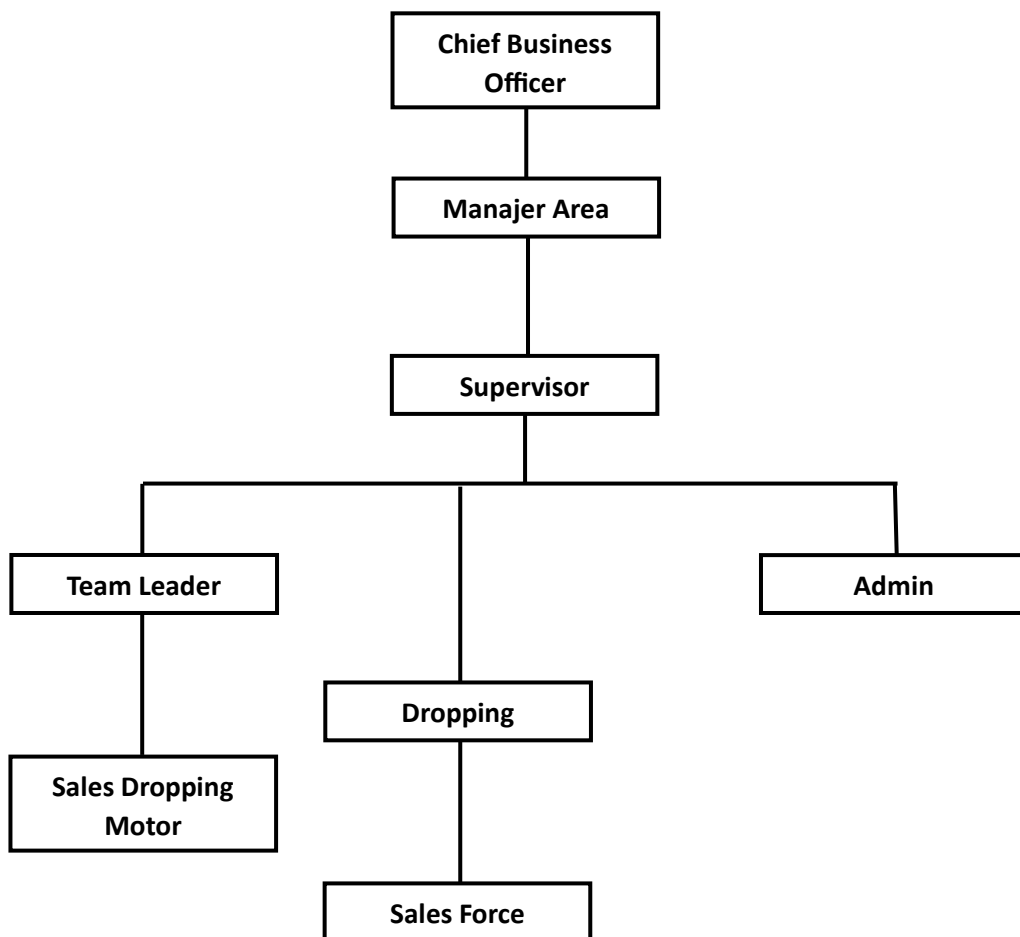 Chief Business
Officer
Manajer Area
Supervisor
Team Leader
Admin
Dropping
Sales Dropping
Motor
Sales Force